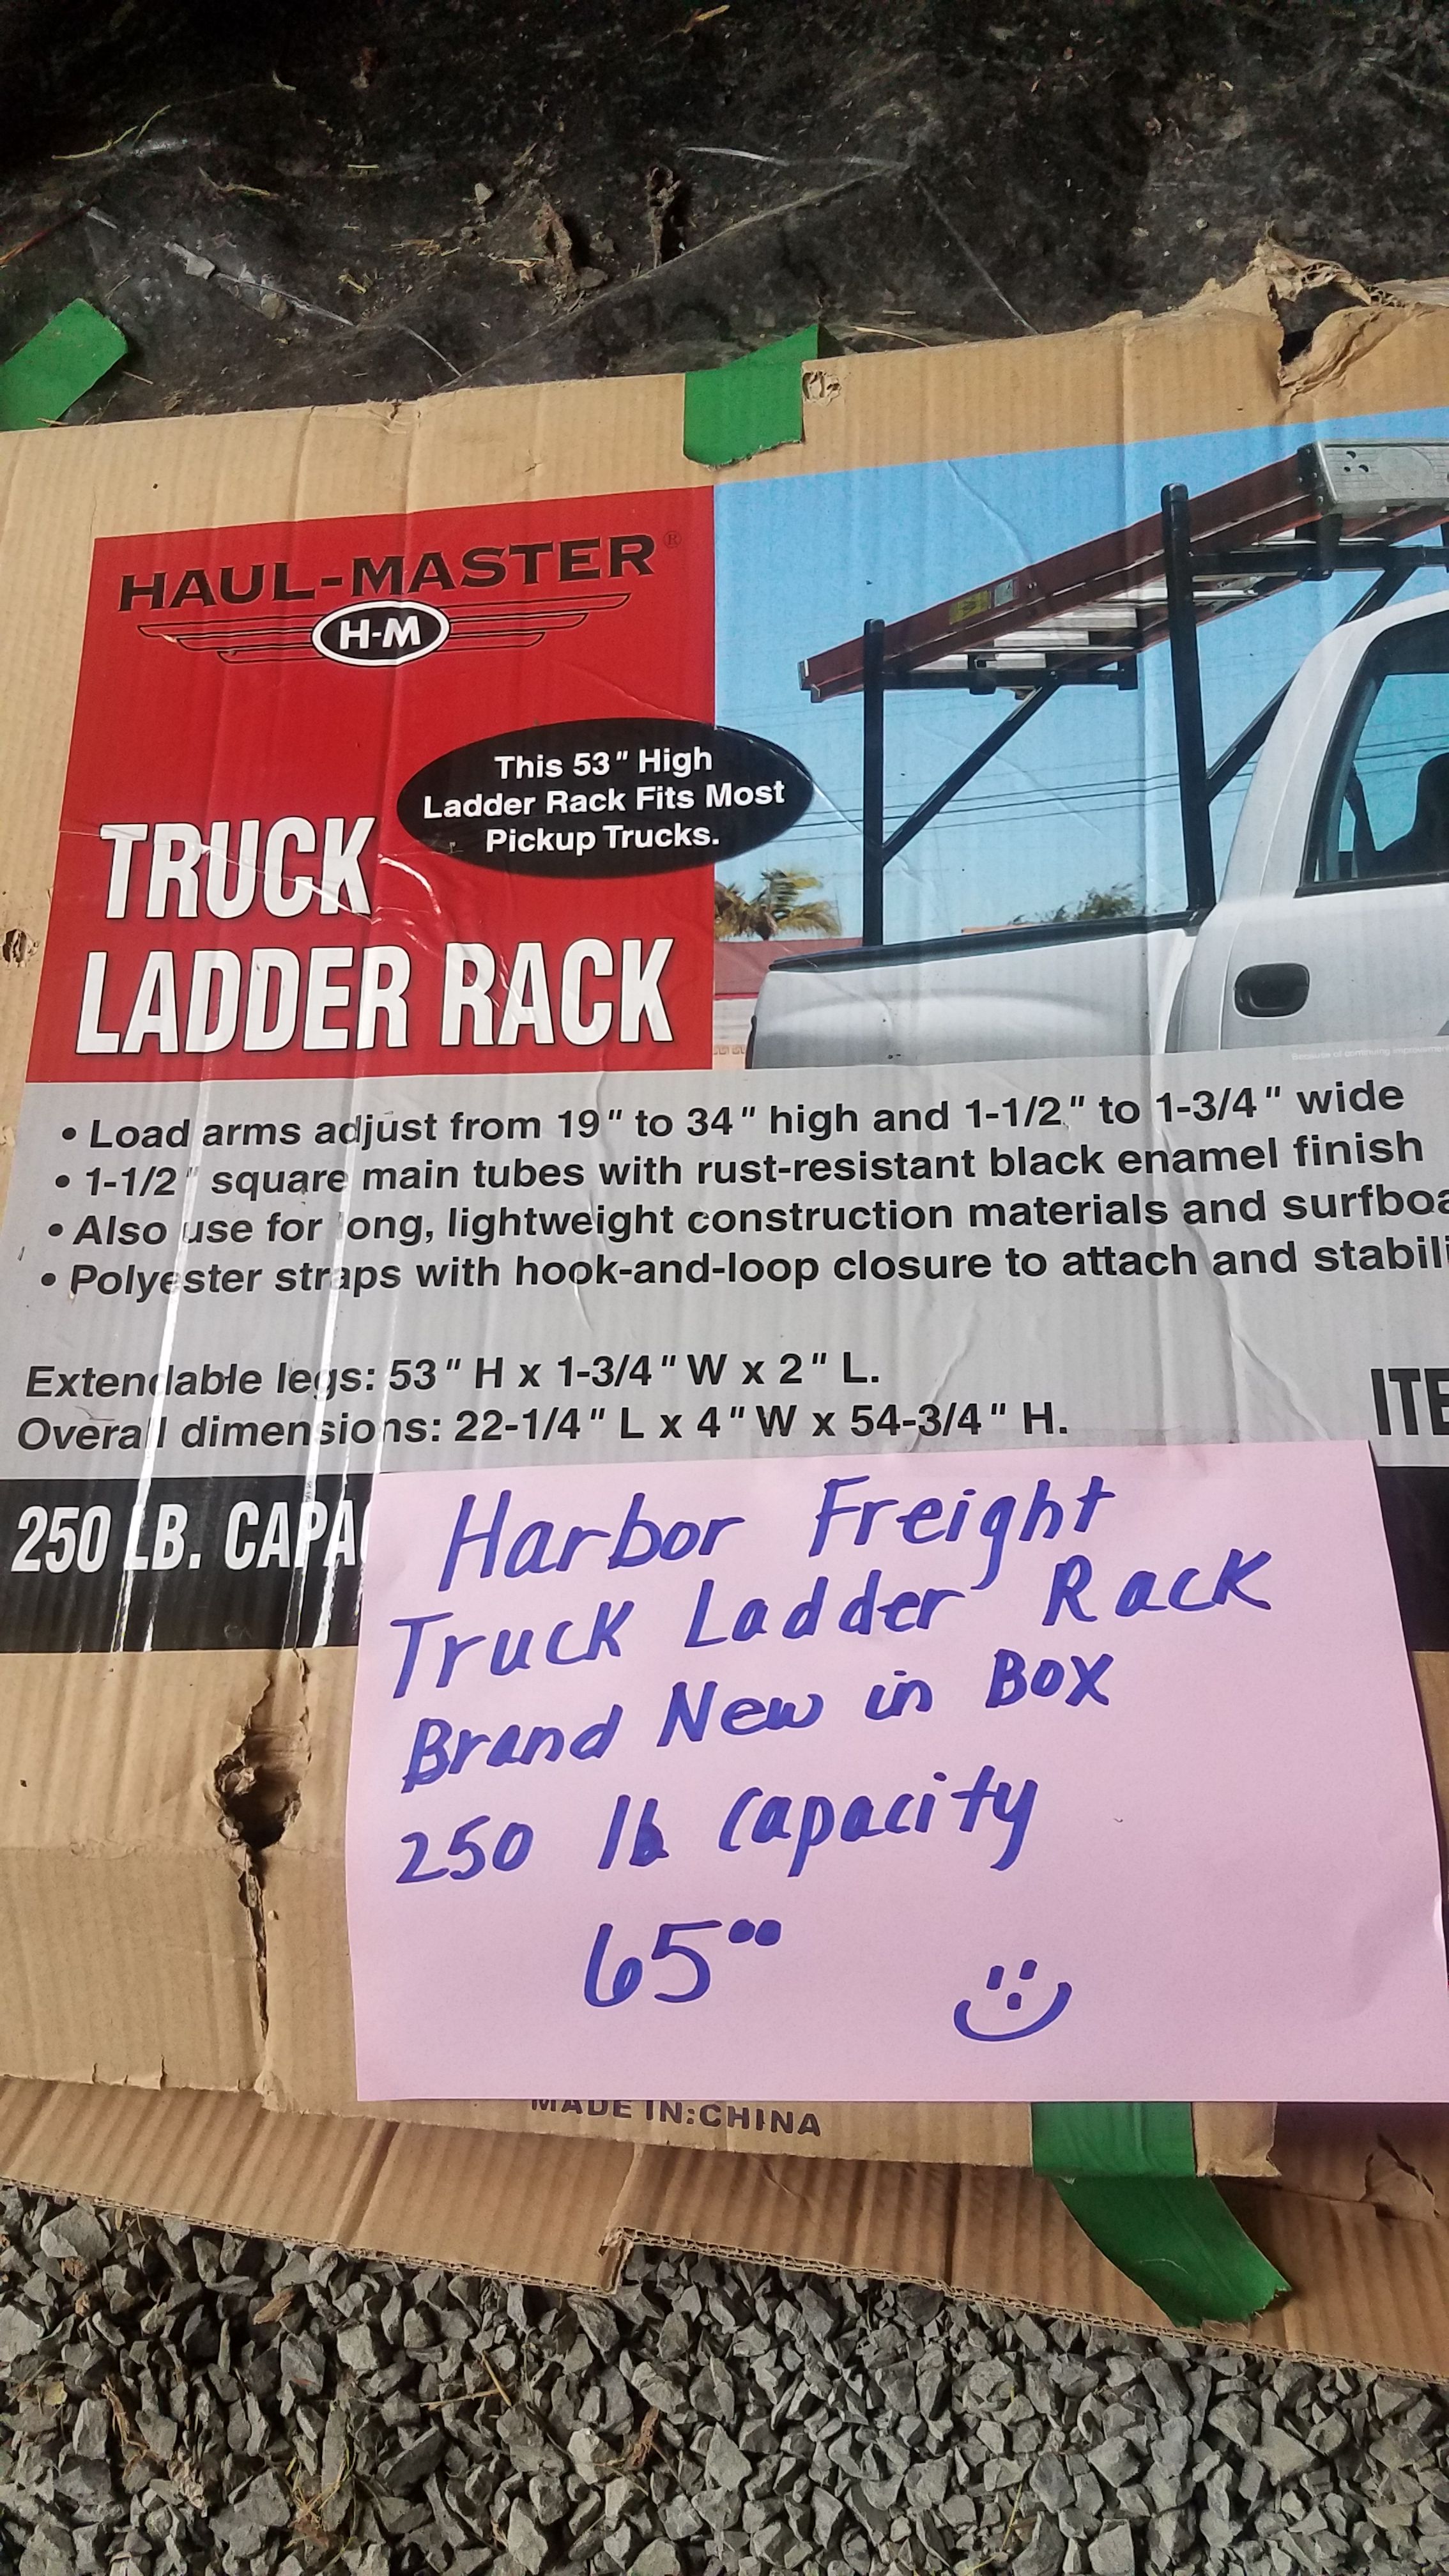 HAUL-MASTER®
H-M
This 53" High
Ladder Rack Fits Most
Pickup Trucks.
TRUCK
LADDER RACK
• Load arms adjust from 19" to 34" high and 1-1/2" to 1-3/4" wide
• 1-1/2" square main tubes with rust-resistant black enamel finish
• Also use for long, lightweight construction materials and surfboa
• Polyester straps with hook-and-loop closure to attach and stabili
Extendable legs: 53" H x 1-3/4" W x 2" L.
Overall dimensions: 22-1/4" L x 4" W x 54-3/4" H.
ITE
250 LB. CAPA
Harbor Freight
Truck Ladder Rack
Brand New in Box
250 lb Capacity
65⁰⁰
MADE IN:CHINA